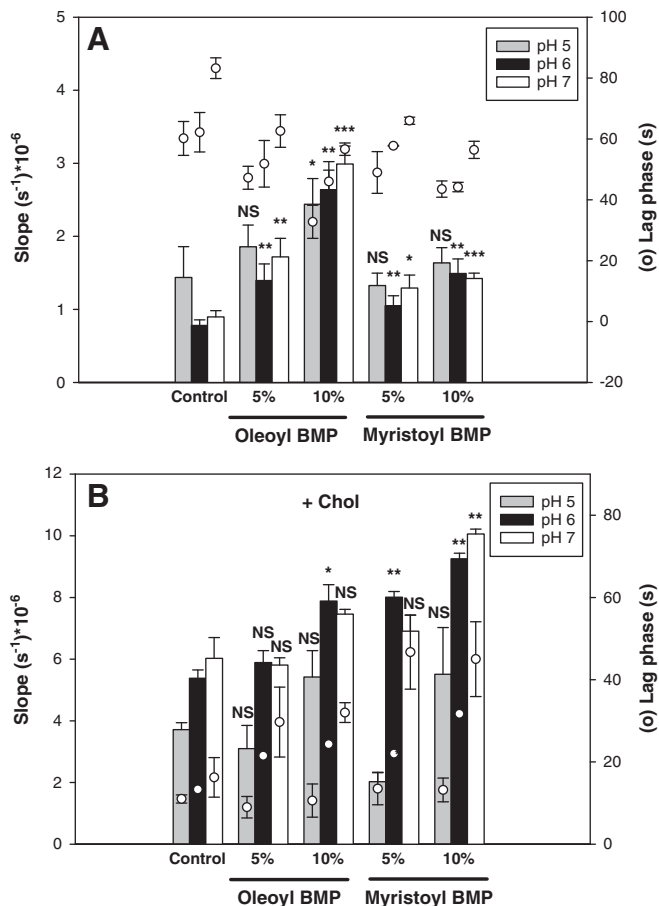 A
pH 5
pH 6
pH 7
Slope (s⁻¹)*10⁻⁶
(o) Lag phase (s)
5
4
3
2
1
0
100
80
60
40
20
0
-20
NS
**
**
*
**
***
NS
**
*
NS
**
***
Control
5%
10%
5%
10%
Oleoyl BMP
Myristoyl BMP
B
+ Chol
pH 5
pH 6
pH 7
Slope (s⁻¹)*10⁻⁶
(o) Lag phase (s)
12
10
8
6
4
2
0
80
60
40
20
0
NS
NS
NS
NS
*
NS
**
NS
NS
**
**
Control
5%
10%
5%
10%
Oleoyl BMP
Myristoyl BMP